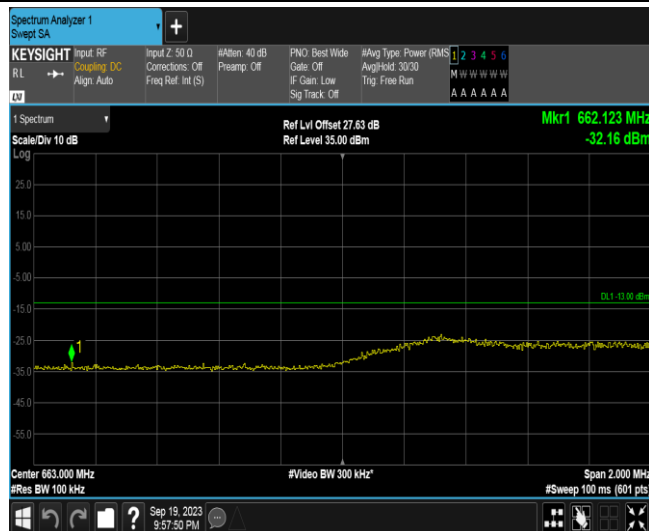 Spectrum Analyzer 1
Swept SA
+
KEYSIGHT
RL
LXI
Input: RF
Coupling: DC
Align: Auto
Input Z: 50 Ω
Corrections: Off
Freq Ref: Int (S)
#Atten: 40 dB
Preamp: Off
PNO: Best Wide
Gate: Off
IF Gain: Low
Sig Track: Off
#Avg Type: Power (RMS
Avg|Hold: 30/30
Trig: Free Run
1 2 3 4 5 6
M W W W W W
A A A A A A
1 Spectrum
Scale/Div 10 dB
Log
Ref Lvl Offset 27.63 dB
Ref Level 35.00 dBm
Mkr1 662.123 MHz
-32.16 dBm
25.0
15.0
5.00
-5.00
DL1 -13.00 dBm
-15.0
-25.0
1
-35.0
-45.0
-55.0
Center 663.000 MHz
#Video BW 300 kHz*
Span 2.000 MHz
#Res BW 100 kHz
#Sweep 100 ms (601 pts)
?
Sep 19, 2023
9:57:50 PM